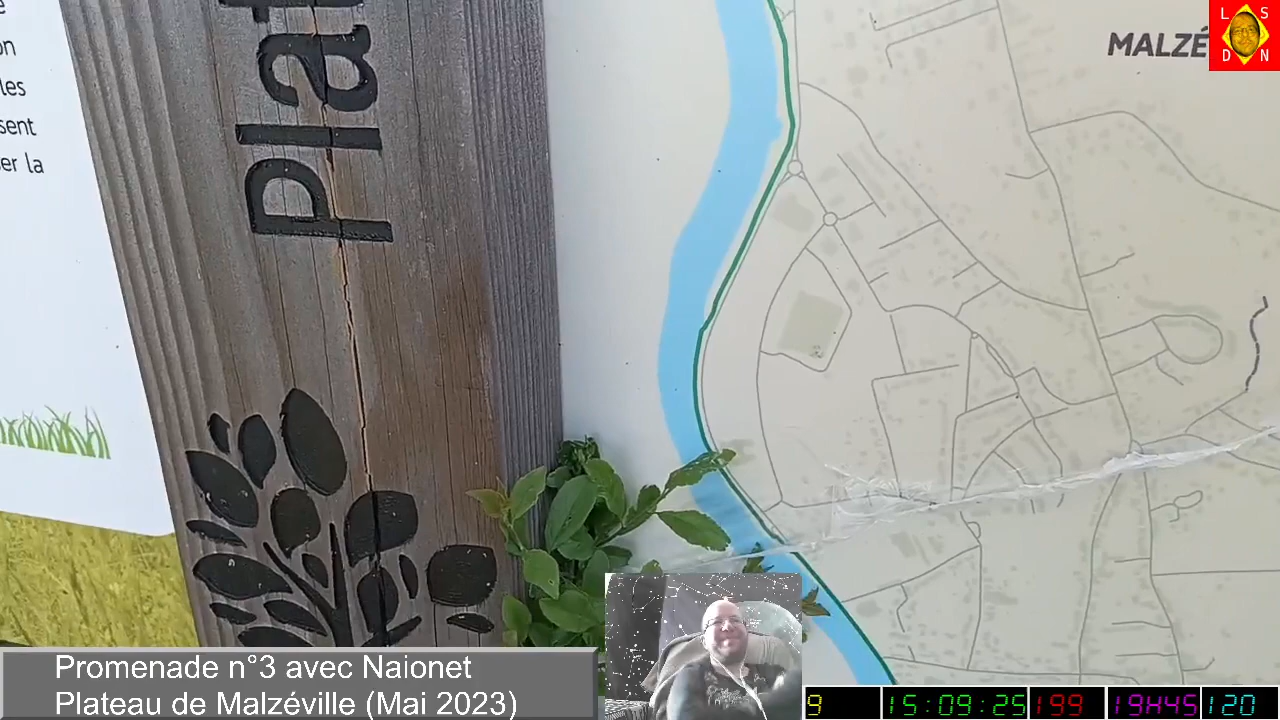 on
les
sent
er la
Plat
MALZÉ
L S
D N
Promenade n°3 avec Naionet
Plateau de Malzéville (Mai 2023)
9 15:09:25 199 19H45 120